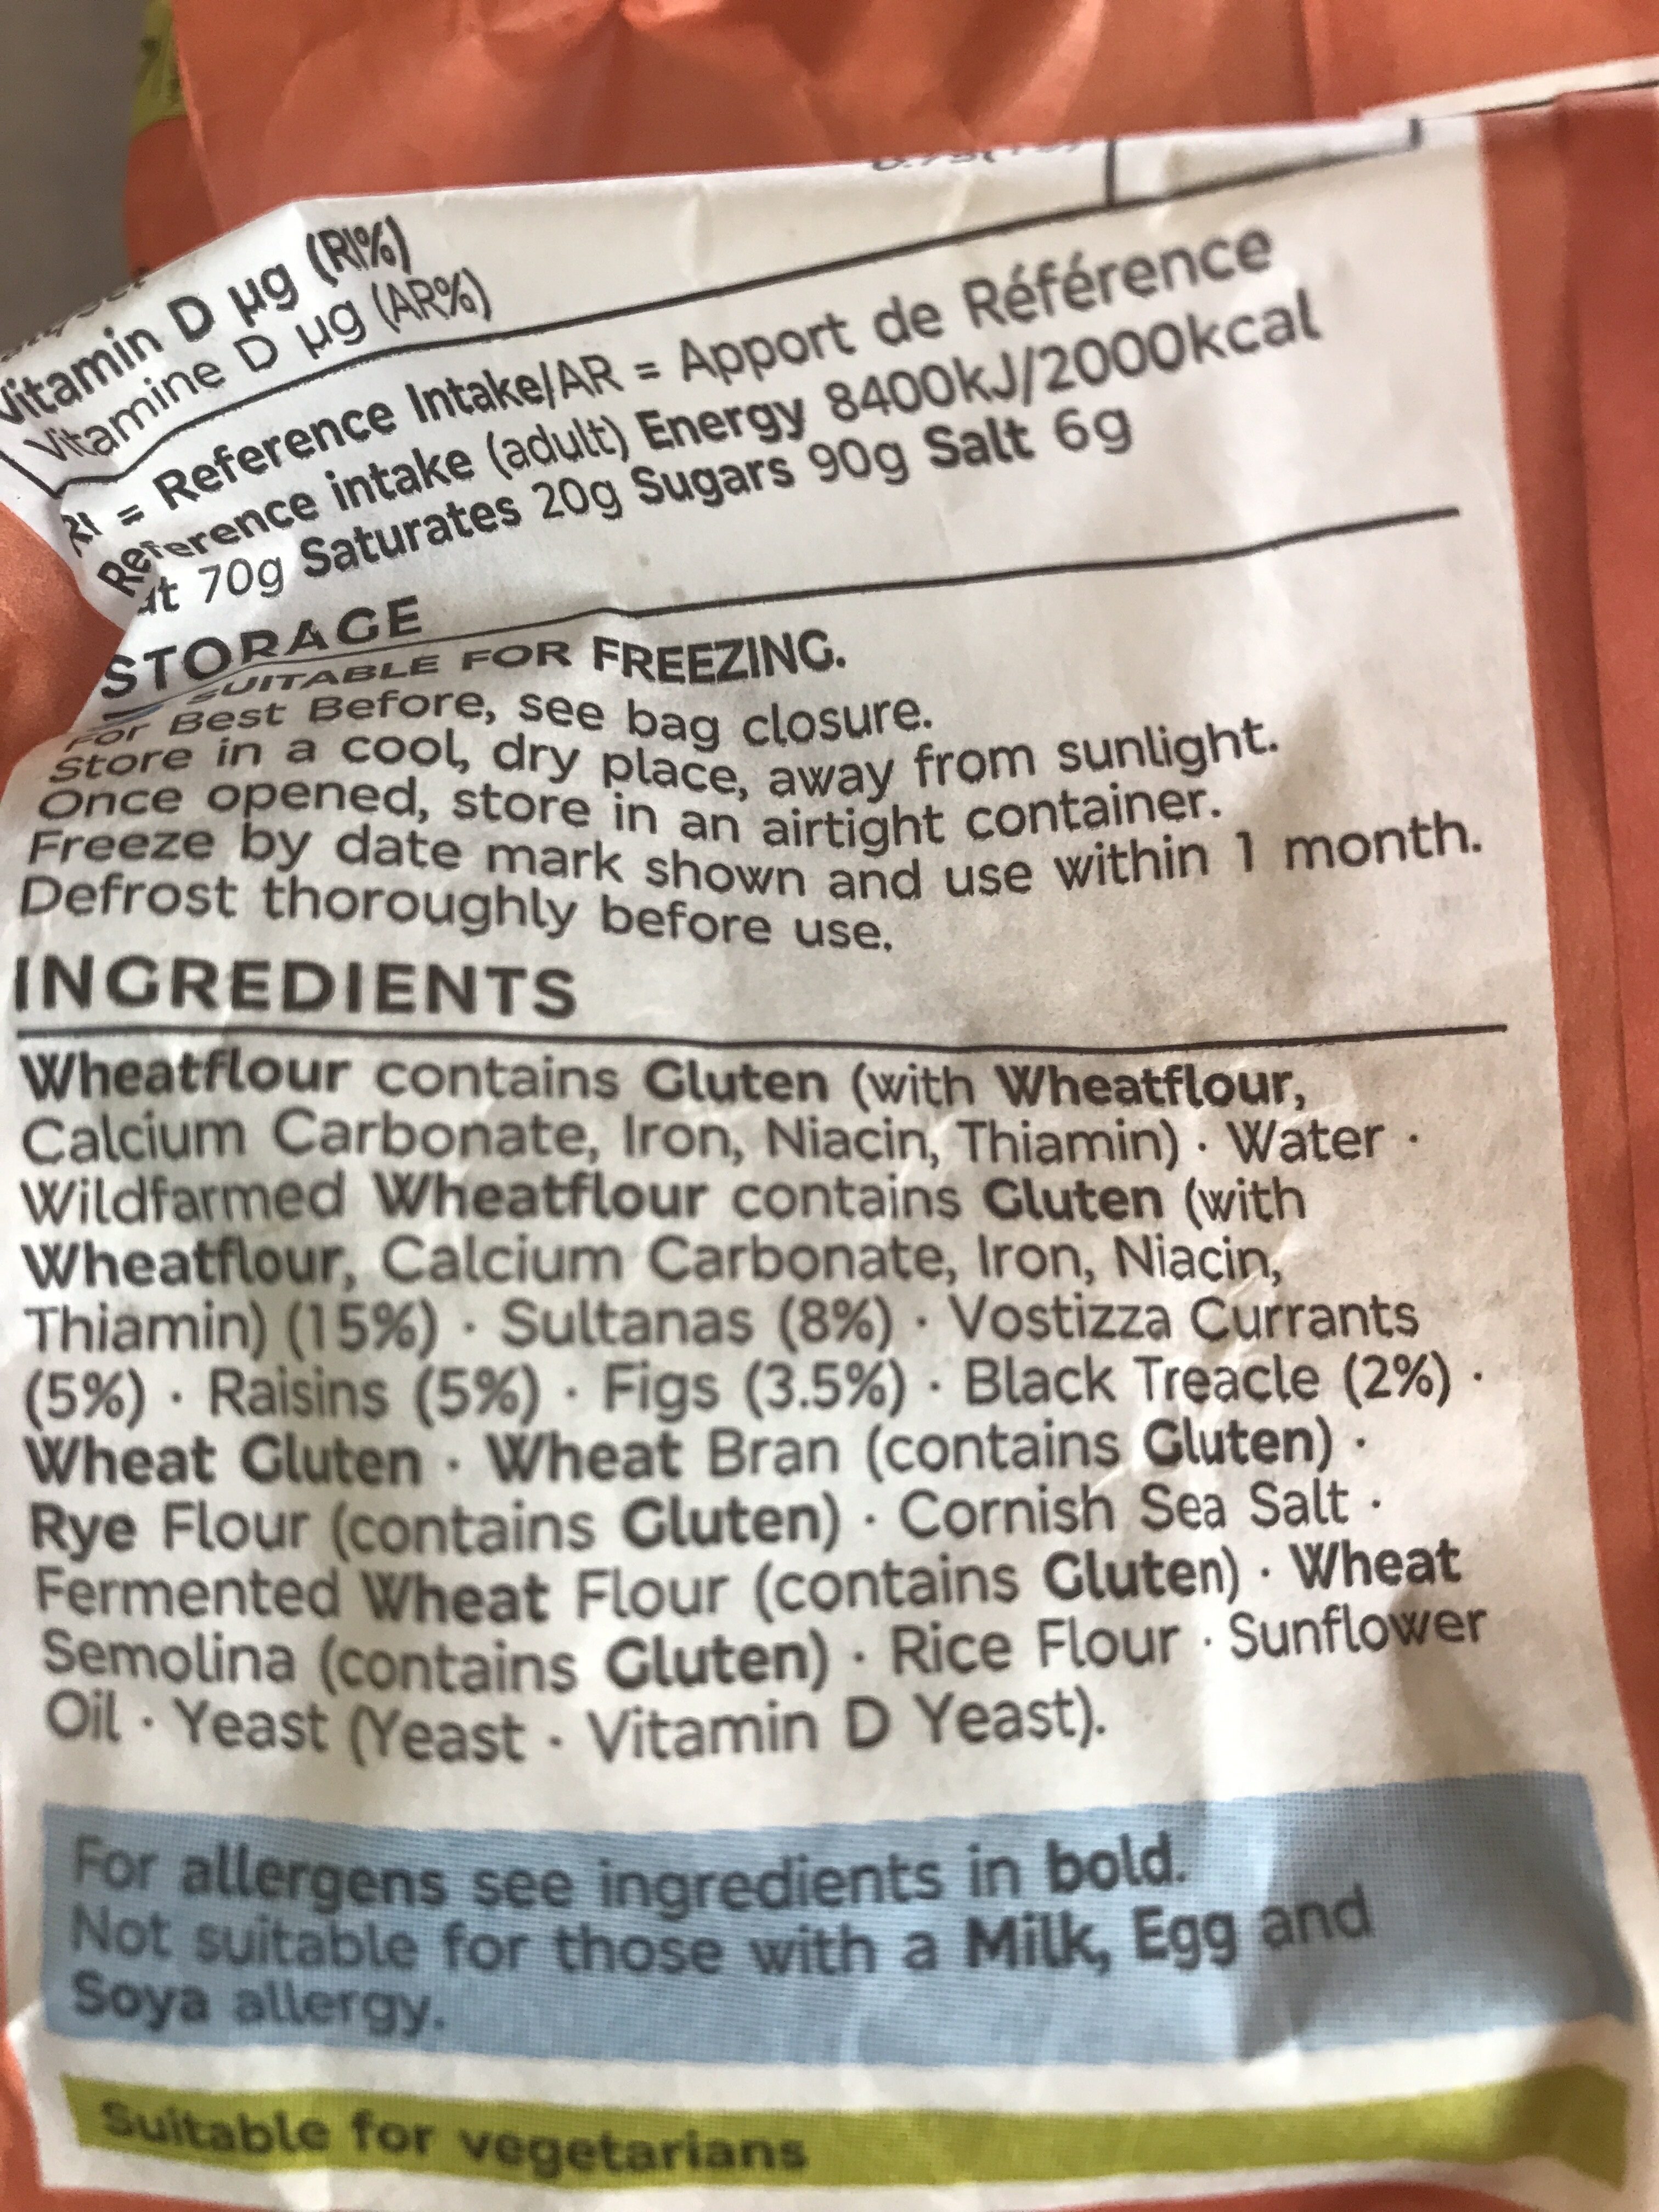 Vitamin D µg (RI%)
Vitamine D µg (AR%)
RI = Reference Intake/AR = Apport de Référence
Reference intake (adult) Energy 8400kJ/2000kcal
70g Saturates 20g Sugars 90g Salt 6g
STORAGE
SUITABLE FOR FREEZING.
For Best Before, see bag closure.
Store in a cool, dry place, away from sunlight.
Once opened, store in an airtight container.
Freeze by date mark shown and use within 1 month.
Defrost thoroughly before use.
INGREDIENTS
Wheatflour contains Gluten (with Wheatflour,
Calcium Carbonate, Iron, Niacin, Thiamin) · Water ·
Wildfarmed Wheatflour contains Gluten (with
Wheatflour, Calcium Carbonate, Iron, Niacin,
Thiamin) (15%) · Sultanas (8%) · Vostizza Currants
(5%) · Raisins (5%) · Figs (3.5%) · Black Treacle (2%) ·
Wheat Gluten · Wheat Bran (contains Gluten) ·
Rye Flour (contains Gluten) · Cornish Sea Salt ·
Fermented Wheat Flour (contains Gluten) · Wheat
Semolina (contains Gluten) · Rice Flour · Sunflower
Oil · Yeast (Yeast · Vitamin D Yeast).
For allergens see ingredients in bold.
Not suitable for those with a Milk, Egg and
Soya allergy.
Suitable for vegetarians